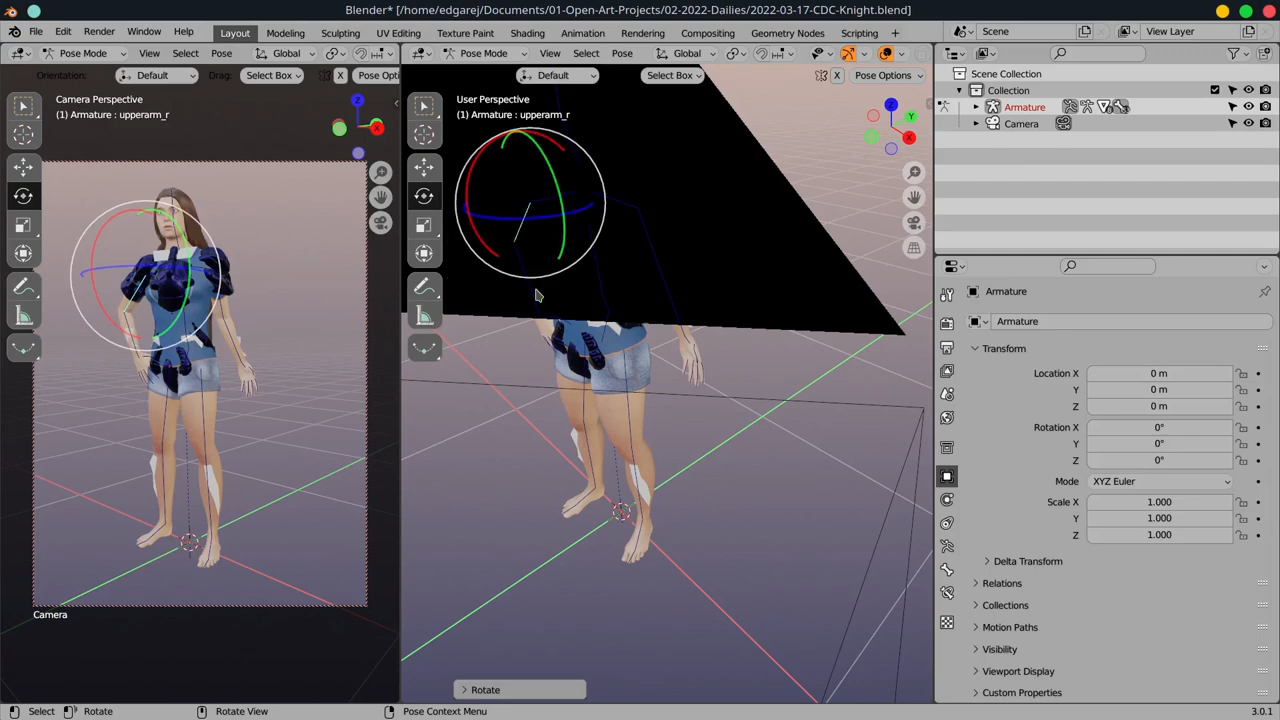 Blender* [/home/edgarej/Documents/01-Open-Art-Projects/02-2022-Dailies/2022-03-17-CDC-Knight.blend]
File Edit Render Window Help Layout Modeling Sculpting UV Editing Texture Paint Shading Animation Rendering Compositing Geometry Nodes Scripting + Scene View Layer
Pose Mode View Select Pose Global
Pose Mode View Select Pose Global
Orientation: Default Drag: Select Box X Pose Opti
Default Select Box X Pose Options
Camera Perspective
(1) Armature : upperarm_r
Z
X
User Perspective
(1) Armature : upperarm_r
Z
Y
X
Camera
Rotate
Scene Collection
Collection
Armature
Camera
Armature
Armature
Transform
Location X 0 m
Y 0 m
Z 0 m
Rotation X 0°
Y 0°
Z 0°
Mode XYZ Euler
Scale X 1.000
Y 1.000
Z 1.000
Delta Transform
Relations
Collections
Motion Paths
Visibility
Viewport Display
Custom Properties
Select Rotate Rotate View Pose Context Menu 3.0.1